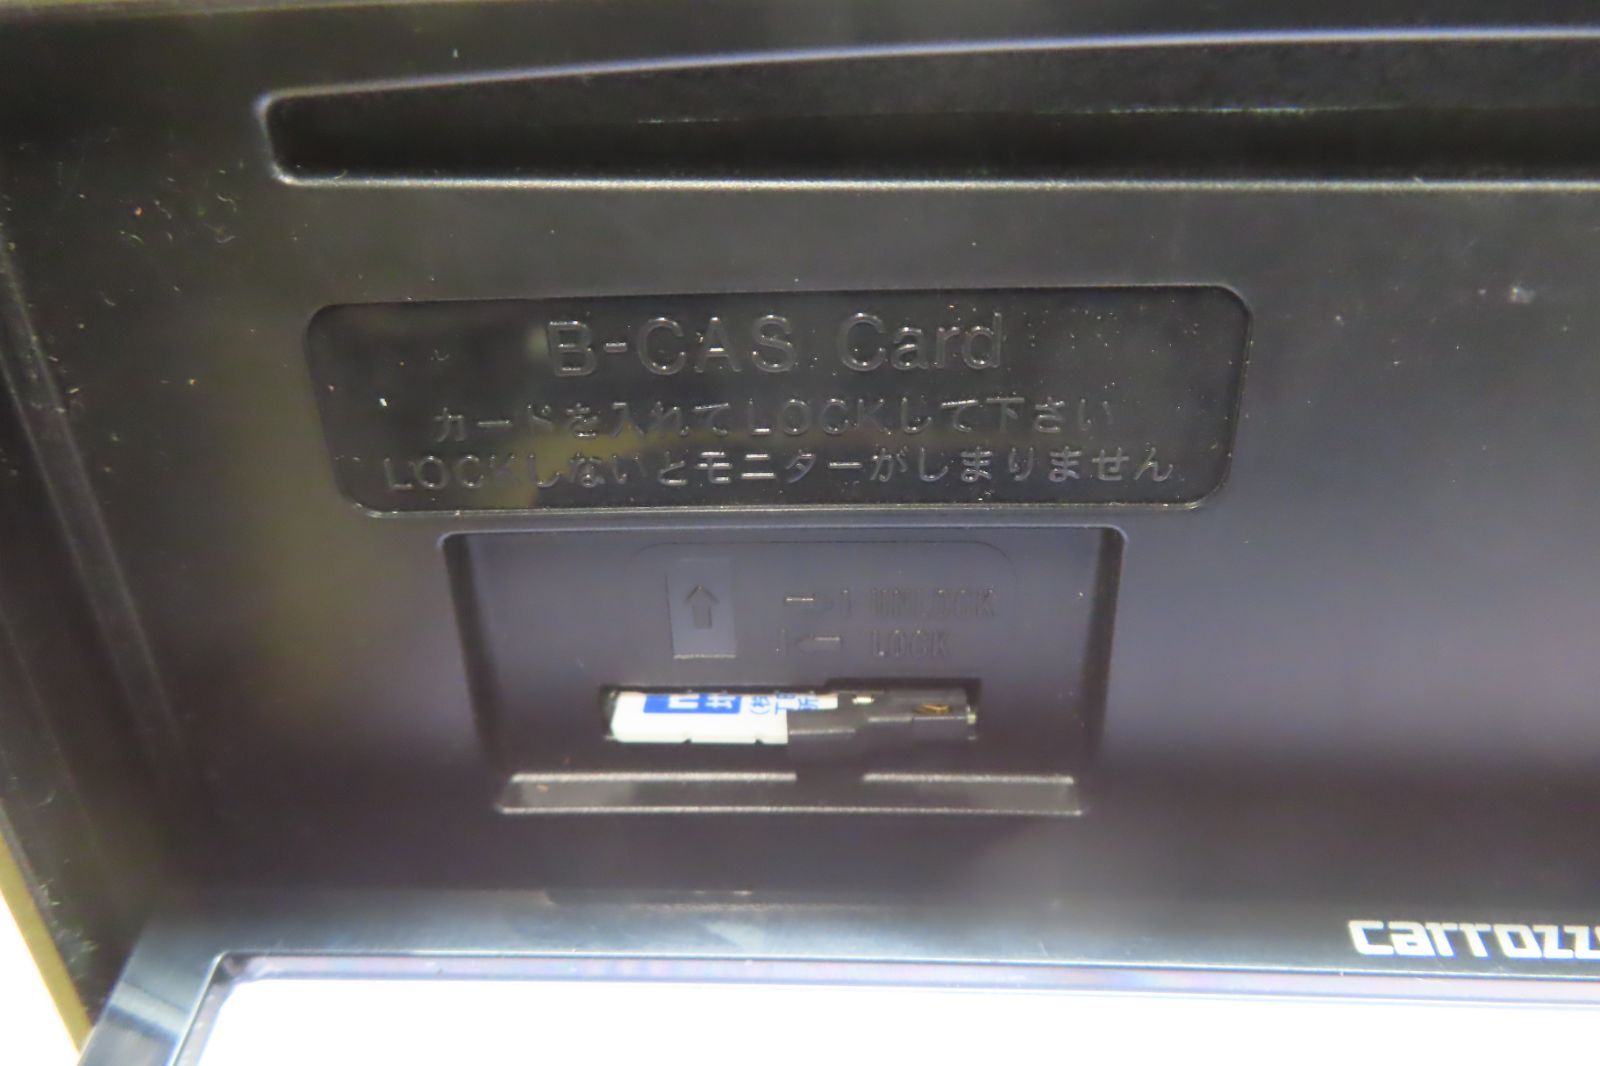 B-CAS Card
カードを入れてLOCKして下さい
LOCKしないとモニターがしまりません
UNLOCK
LOCK
carrozz